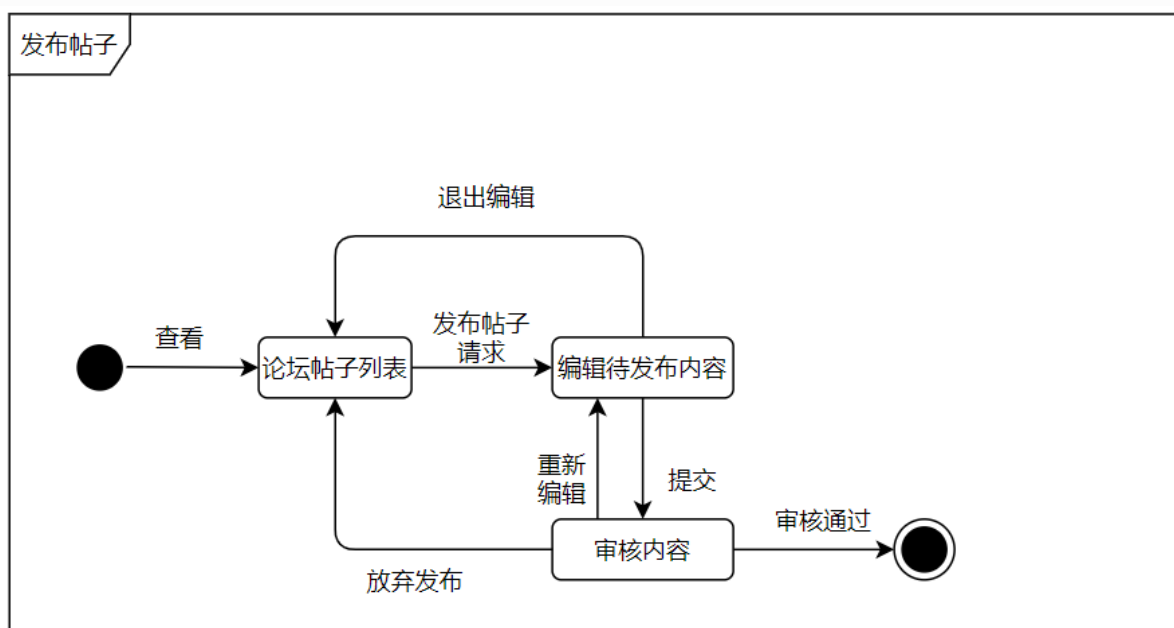 发布帖子
退出编辑
查看
发布帖子
请求
论坛帖子列表
编辑待发布内容
重新
编辑
提交
审核通过
审核内容
放弃发布